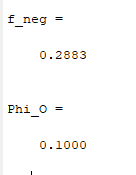 f_neg =
0.2883
Phi_O =
0.1000